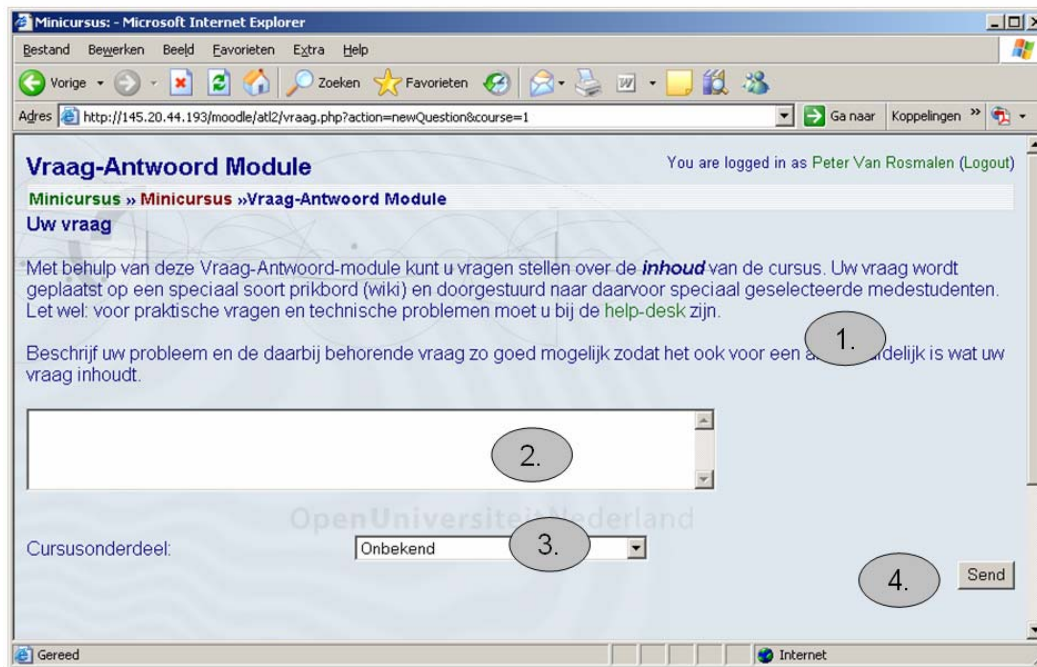 Minicursus: - Microsoft Internet Explorer
Bestand Bewerken Beeld Favorieten Extra Help
Vorige Zoeken Favorieten
Adres http://145.20.44.193/moodle/atl2/vraag.php?action=newQuestion&course=1 Ga naar Koppelingen »
Vraag-Antwoord Module You are logged in as Peter Van Rosmalen (Logout)
Minicursus » Minicursus »Vraag-Antwoord Module
Uw vraag
Met behulp van deze Vraag-Antwoord-module kunt u vragen stellen over de inhoud van de cursus. Uw vraag wordt
geplaatst op een speciaal soort prikbord (wiki) en doorgestuurd naar daarvoor speciaal geselecteerde medestudenten.
Let wel: voor praktische vragen en technische problemen moet u bij de help-desk zijn.
1.
Beschrijf uw probleem en de daarbij behorende vraag zo goed mogelijk zodat het ook voor een is wat uw
vraag inhoudt.
2.
OpenUniversiteitNederland
Cursusonderdeel: Onbekend 3.
4. Send
Gereed Internet